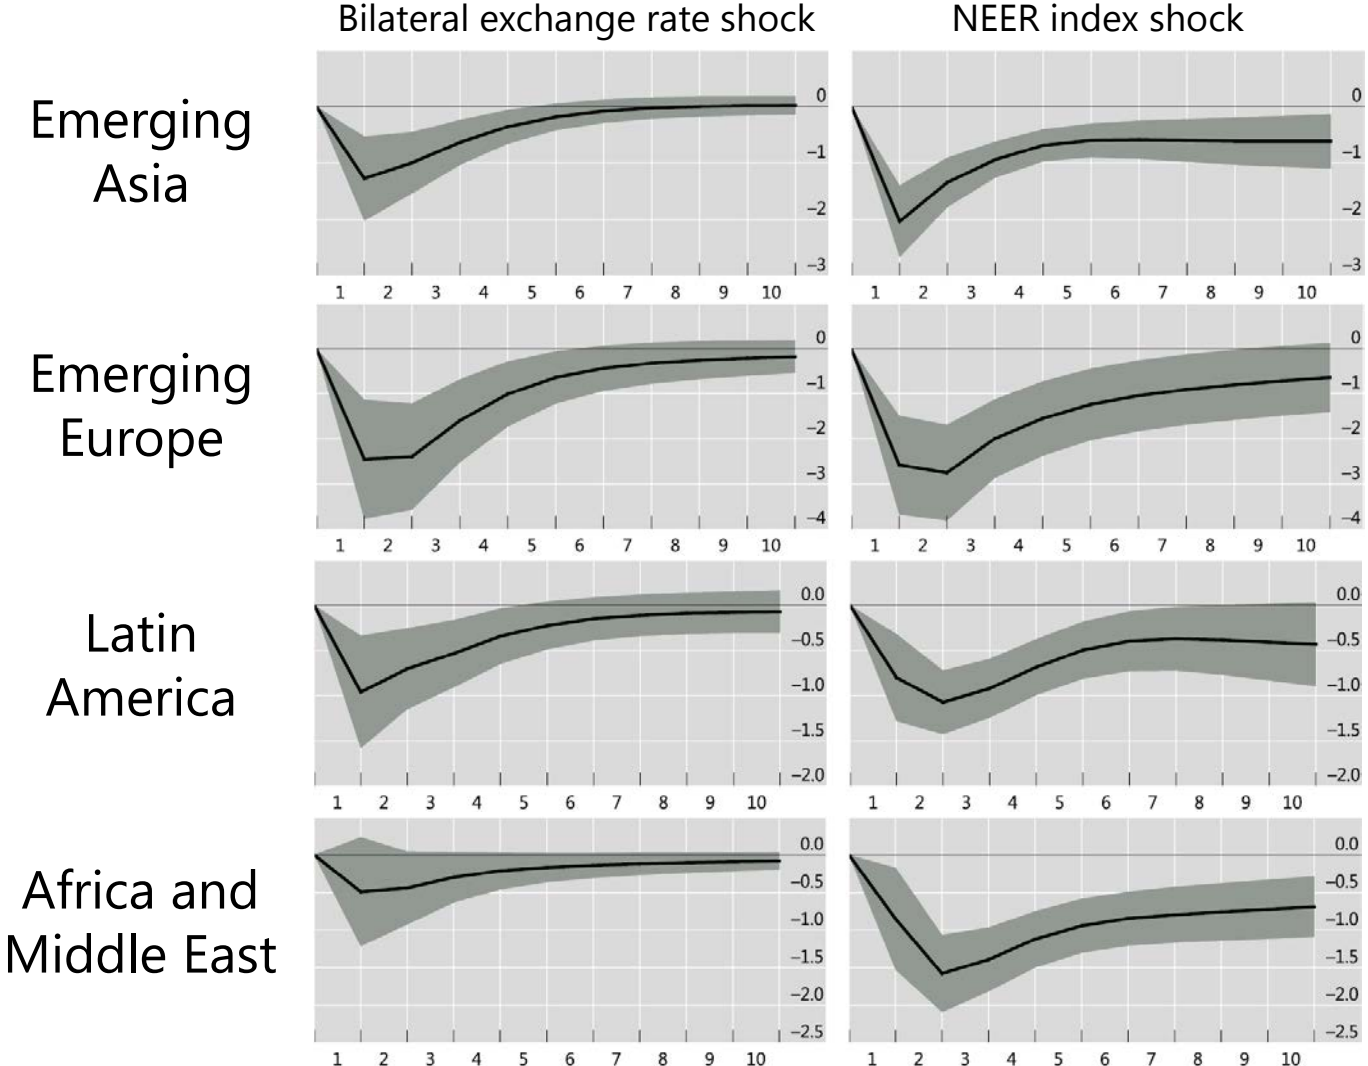 Bilateral exchange rate shock NEER index shock
Emerging
Asia
0
−1
−2
−3
1 2 3 4 5 6 7 8 9 10
0
−1
−2
−3
1 2 3 4 5 6 7 8 9 10
Emerging
Europe
0
−1
−2
−3
−4
1 2 3 4 5 6 7 8 9 10
0
−1
−2
−3
−4
1 2 3 4 5 6 7 8 9 10
Latin
America
0.0
−0.5
−1.0
−1.5
−2.0
1 2 3 4 5 6 7 8 9 10
0.0
−0.5
−1.0
−1.5
−2.0
1 2 3 4 5 6 7 8 9 10
Africa and
Middle East
0.0
−0.5
−1.0
−1.5
−2.0
−2.5
1 2 3 4 5 6 7 8 9 10
0.0
−0.5
−1.0
−1.5
−2.0
−2.5
1 2 3 4 5 6 7 8 9 10